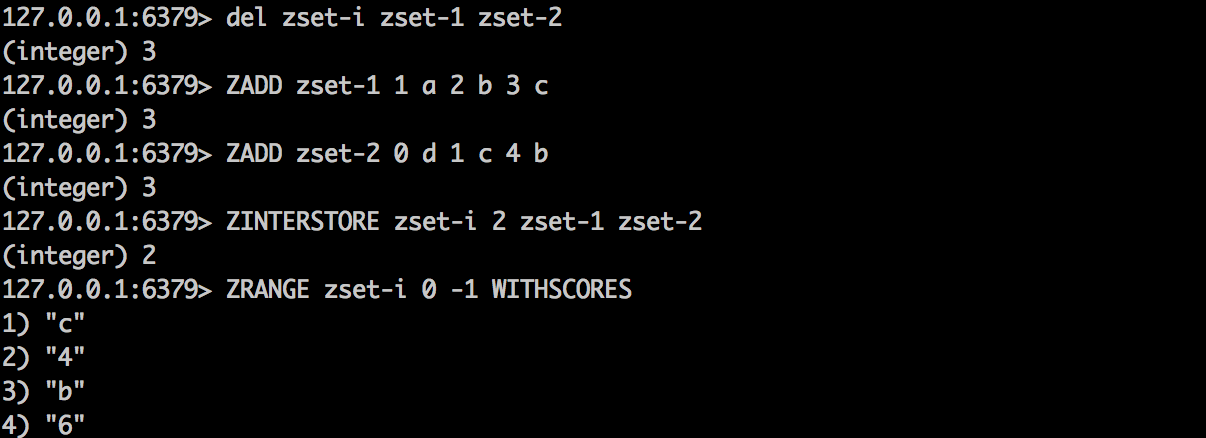 127.0.0.1:6379> del zset-i zset-1 zset-2
(integer) 3
127.0.0.1:6379> ZADD zset-1 1 a 2 b 3 c
(integer) 3
127.0.0.1:6379> ZADD zset-2 0 d 1 c 4 b
(integer) 3
127.0.0.1:6379> ZINTERSTORE zset-i 2 zset-1 zset-2
(integer) 2
127.0.0.1:6379> ZRANGE zset-i 0 -1 WITHSCORES
1) "c"
2) "4"
3) "b"
4) "6"